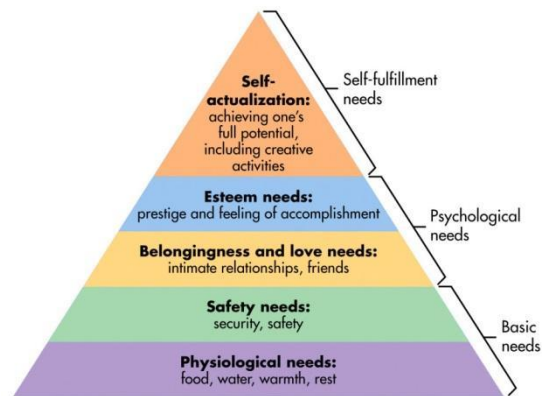 Self-
actualization:
achieving one's
full potential,
including creative
activities
Self-fulfillment
needs
Esteem needs:
prestige and feeling of accomplishment
Belongingness and love needs:
intimate relationships, friends
Psychological
needs
Safety needs:
security, safety
Physiological needs:
food, water, warmth, rest
Basic
needs